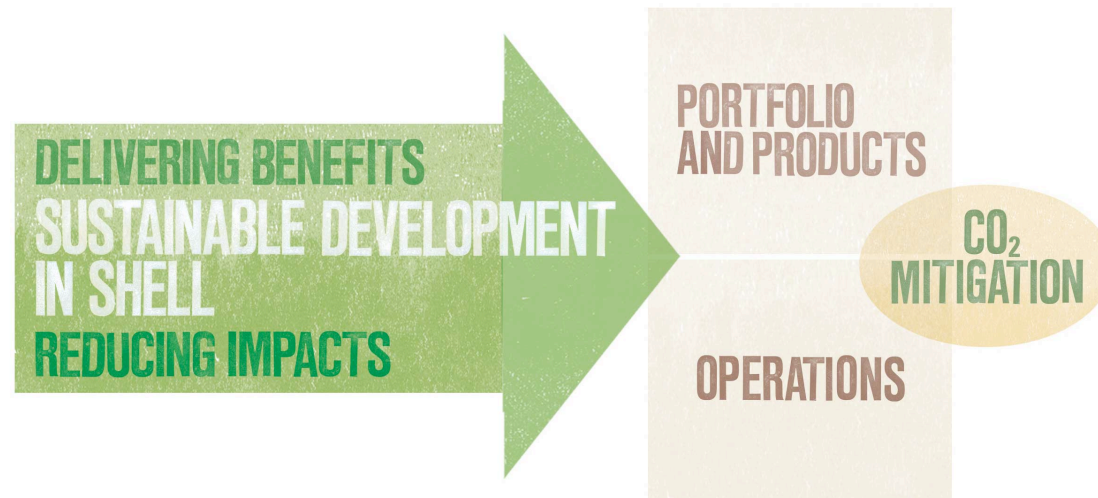 DELIVERING BENEFITS
SUSTAINABLE DEVELOPMENT
IN SHELL
REDUCING IMPACTS
PORTFOLIO
AND PRODUCTS
CO₂
MITIGATION
OPERATIONS